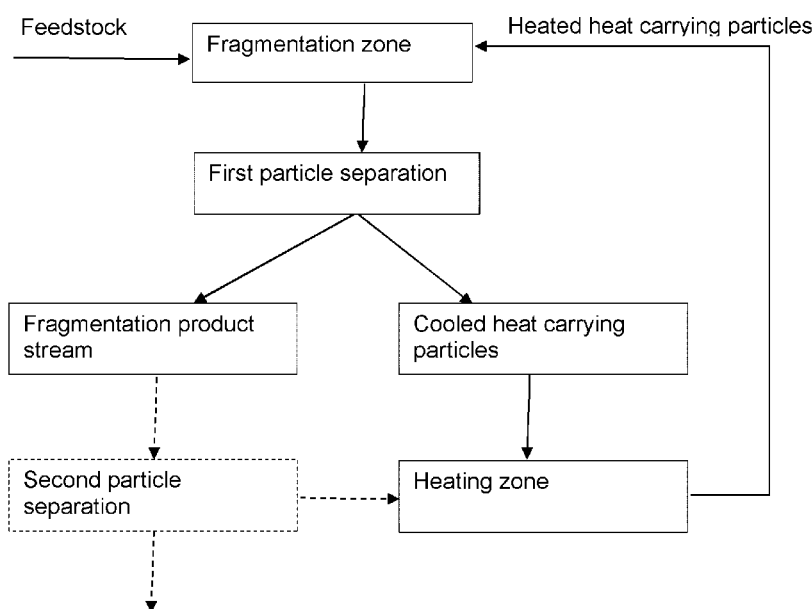 Feedstock
Heated heat carrying particles
Fragmentation zone
First particle separation
Fragmentation product
stream
Cooled heat carrying
particles
Second particle
separation
Heating zone